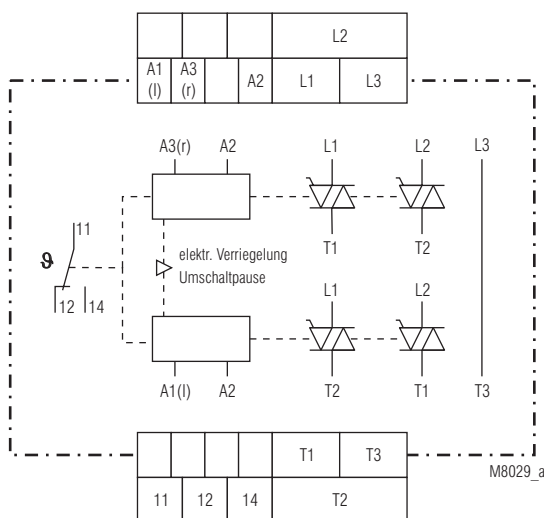 L2
A1 A3 A2 L1 L3
(l) (r)
A3(r) A2 L1 L2 L3
T1 T2
ϑ 11
12 14
elektr. Verriegelung
Umschaltpause
L1 L2
A1(l) A2 T2 T1 T3
T1 T3
M8029_a
11 12 14 T2